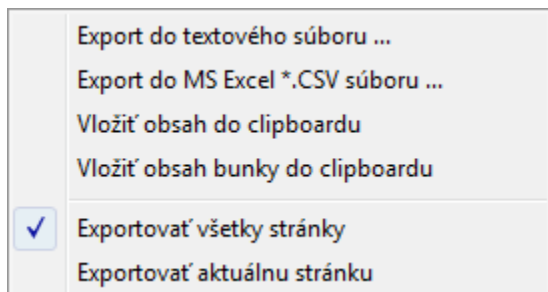 Export do textového súboru ...
Export do MS Excel *.CSV súboru ...
Vložiť obsah do clipboardu
Vložiť obsah bunky do clipboardu
Exportovať všetky stránky
Exportovať aktuálnu stránku